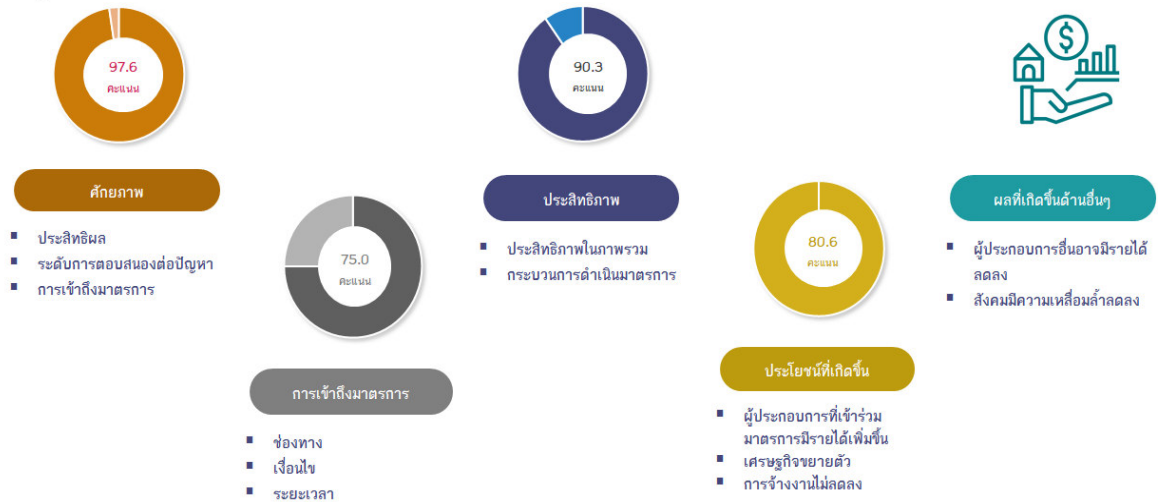 97.6
คะแนน
ศักยภาพ
ประสิทธิผล
ระดับการตอบสนองต่อปัญหา
การเข้าถึงมาตรการ
75.0
คะแนน
การเข้าถึงมาตรการ
ช่องทาง
เงื่อนไข
ระยะเวลา
90.3
คะแนน
ประสิทธิภาพ
ประสิทธิภาพในภาพรวม
กระบวนการดำเนินมาตรการ
80.6
คะแนน
ประโยชน์ที่เกิดขึ้น
ผู้ประกอบการที่เข้าร่วม
มาตรการมีรายได้เพิ่มขึ้น
เศรษฐกิจขยายตัว
การจ้างงานไม่ลดลง
$
ผลที่เกิดขึ้นด้านอื่นๆ
ผู้ประกอบการอื่นอาจมีรายได้
ลดลง
สังคมมีความเหลื่อมล้ำลดลง